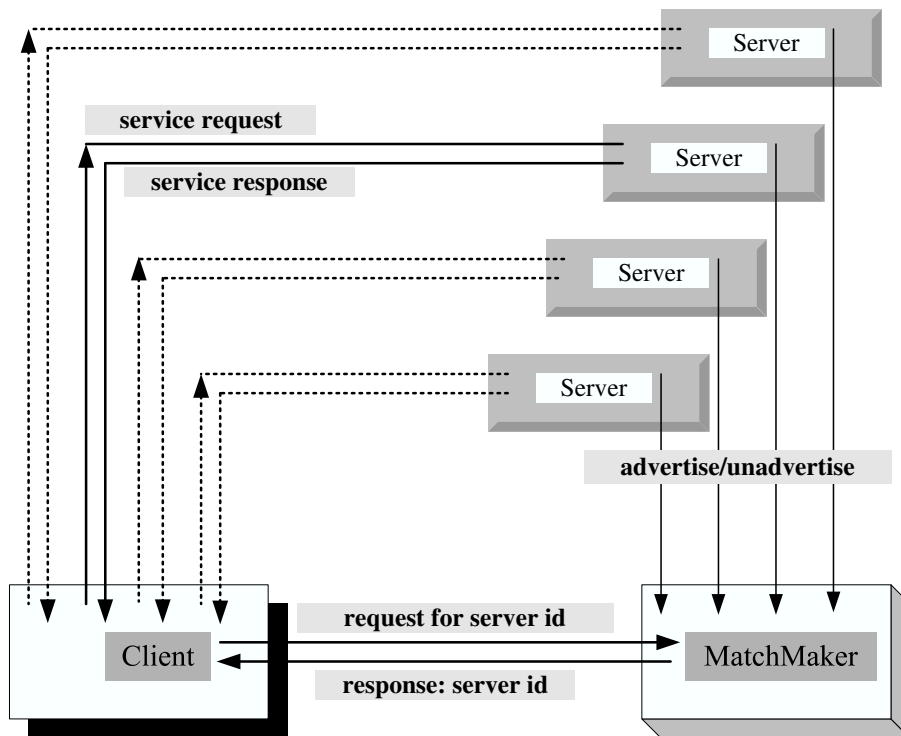 Server
service request
Server
service response
Server
Server
advertise/unadvertise
request for server id
Client
MatchMaker
response: server id